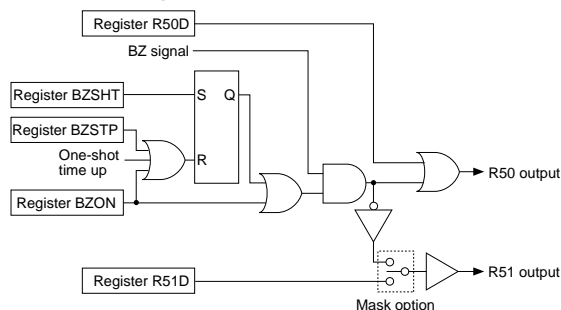 Register R50D
BZ signal
Register BZSHT
S Q
Register BZSTP
One-shot
time up
R
Register BZON
R50 output
Register R51D
R51 output
Mask option